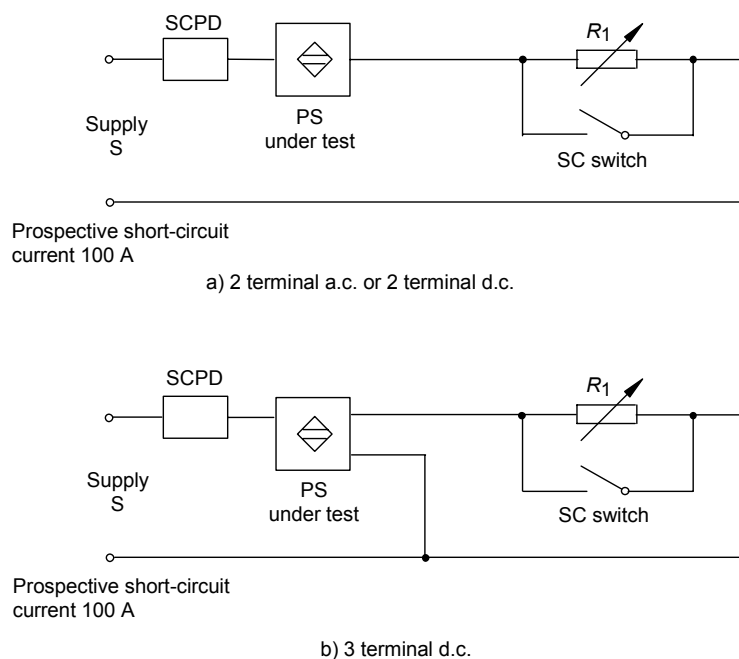 SCPD
R1
PS
under test
Supply
S
SC switch
Prospective short-circuit
current 100 A
a) 2 terminal a.c. or 2 terminal d.c.
SCPD
R1
PS
under test
Supply
S
SC switch
Prospective short-circuit
current 100 A
b) 3 terminal d.c.